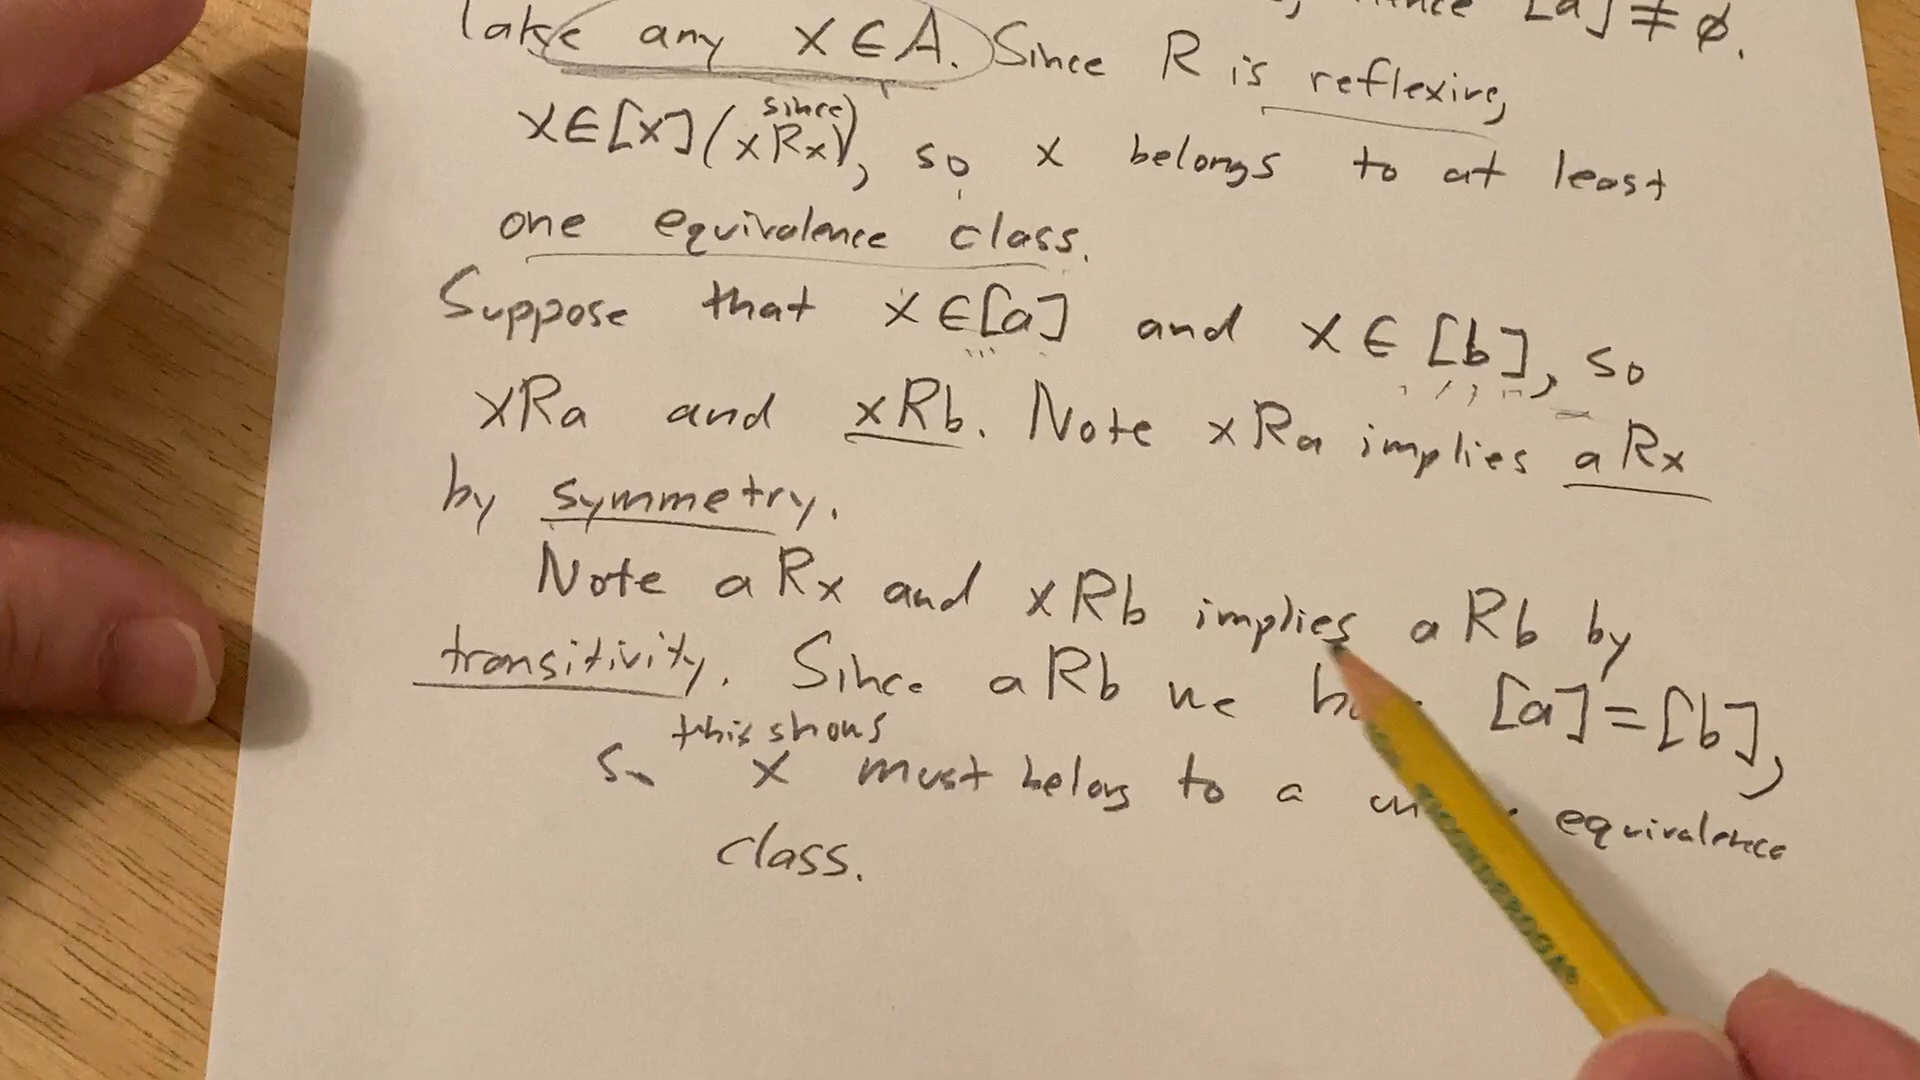 [a] ≠ ∅.
Take any x∈A. Since R is reflexive,
x∈[x] (since xRx), so x belongs to at least
one equivalence class.
Suppose that x∈[a] and x∈[b], so
xRa and xRb. Note xRa implies aRx
by symmetry.
Note aRx and xRb implies aRb by
transitivity. Since aRb we [a]=[b],
so this shows x must belong to a equivalence
class.